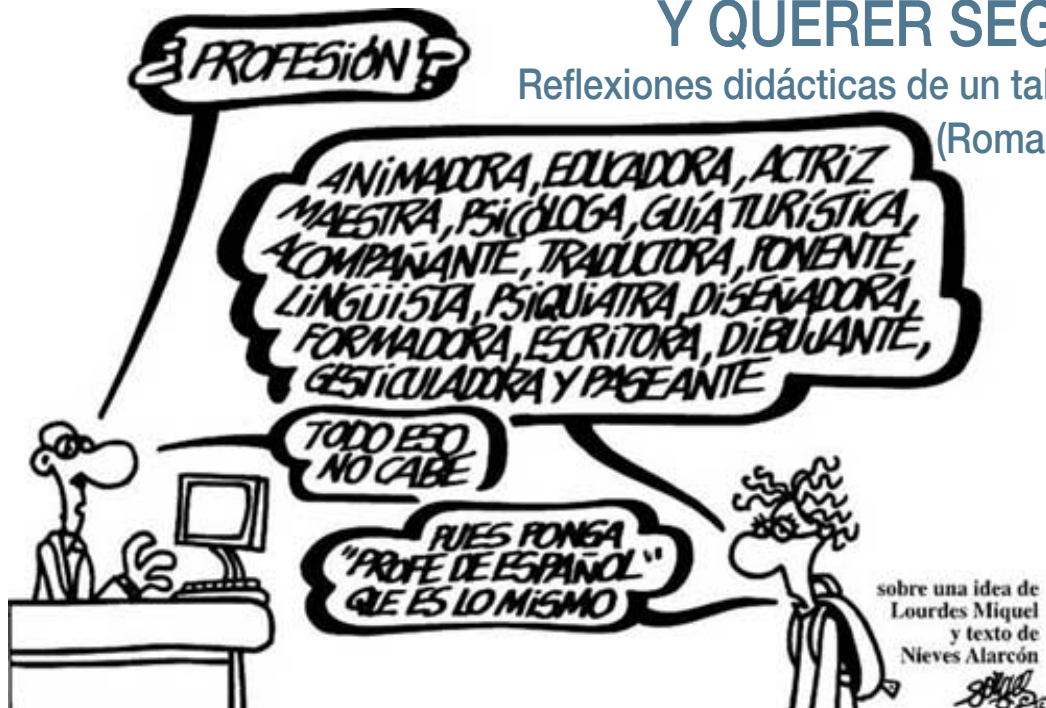 Y QUERER SEG
Reflexiones didácticas de un tal
(Roma
¿PROFESIÓN?
ANIMADORA, EDUCADORA, ACTRIZ
MAESTRA, PSICÓLOGA, GUÍA TURÍSTICA,
ACOMPAÑANTE, TRADUCTORA, PONENTE,
LINGÜISTA, PSIQUIATRA, DISEÑADORA,
FORMADORA, ESCRITORA, DIBUJANTE,
GESTICULADORA Y PASEANTE
TODO ESO
NO CABE
PUES PONGA
"PROFE DE ESPAÑOL"
QUE ES LO MISMO
sobre una idea de
Lourdes Miquel
y texto de
Nieves Alarcón